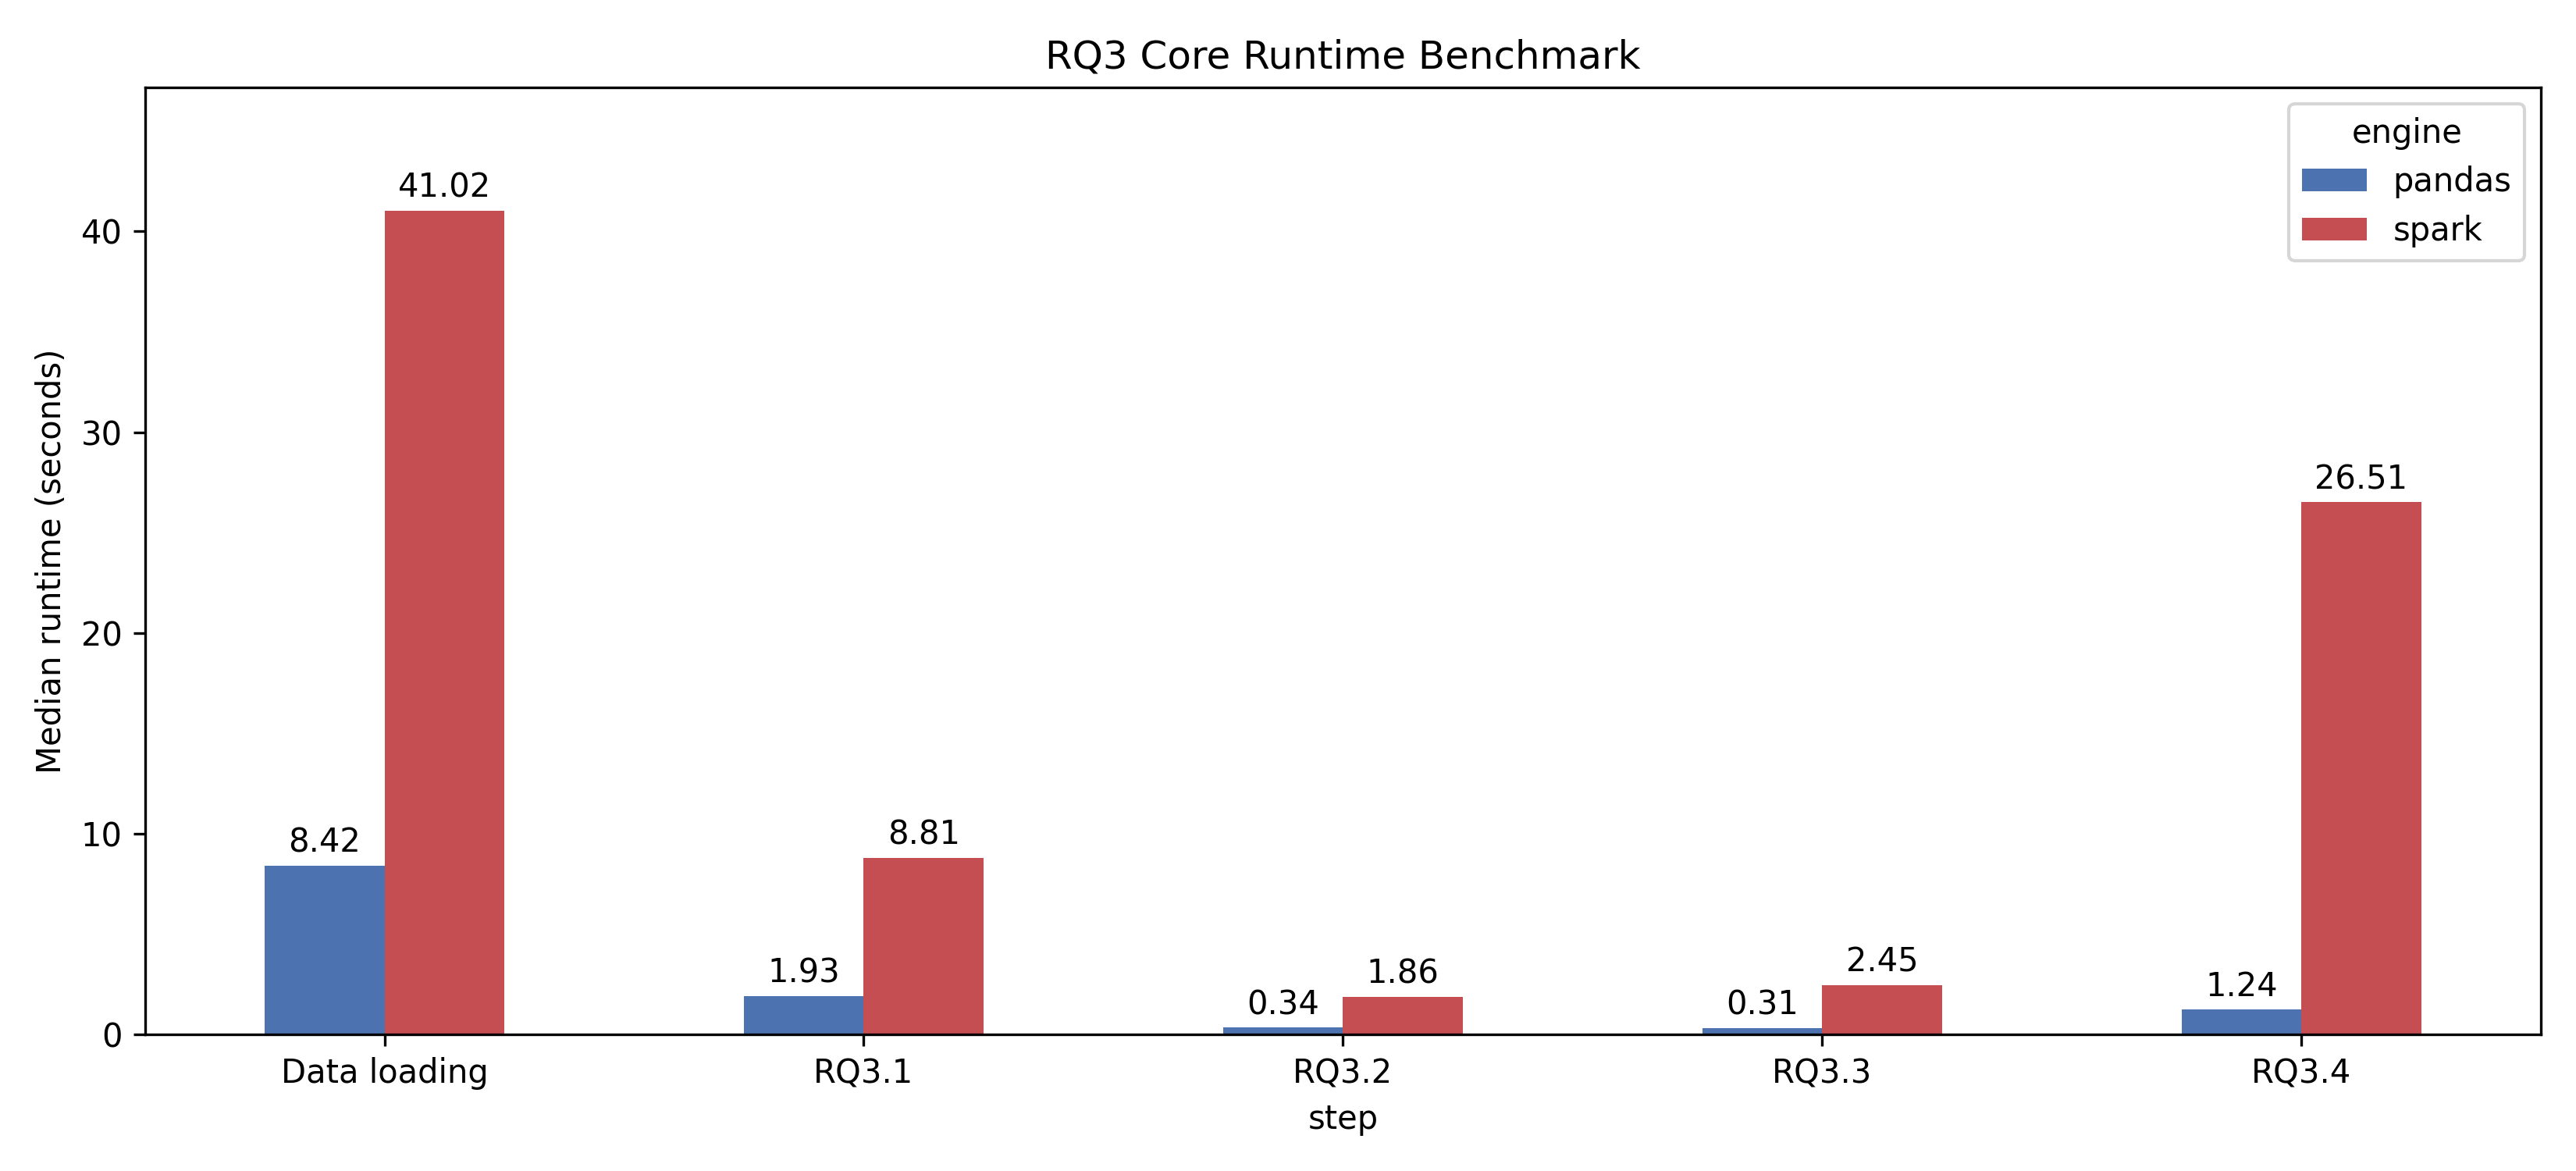 RQ3 Core Runtime Benchmark
engine
pandas
spark
Median runtime (seconds)
40
30
20
10
0
8.42
41.02
1.93
8.81
0.34
1.86
0.31
2.45
1.24
26.51
Data loading
RQ3.1
RQ3.2
RQ3.3
RQ3.4
step